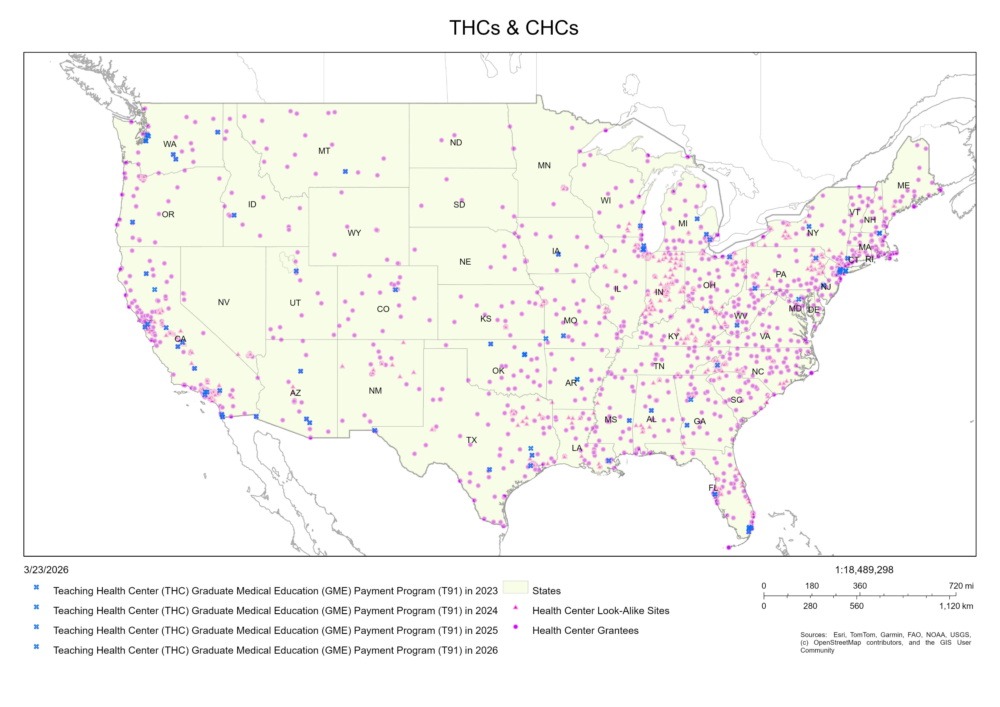 THCs & CHCs
WA
MT
ND
MN
ME
OR
ID
SD
WI
VT
NH
MI
NY
WY
IA
MA
CT
RI
NE
PA
NV
UT
CO
IL
IN
OH
NJ
KS
MO
WV
MD
DE
CA
KY
VA
OK
TN
NC
AZ
NM
AR
SC
MS
AL
GA
TX
LA
FL
3/23/2026
1:18,489,298
Teaching Health Center (THC) Graduate Medical Education (GME) Payment Program (T91) in 2023
Teaching Health Center (THC) Graduate Medical Education (GME) Payment Program (T91) in 2024
Teaching Health Center (THC) Graduate Medical Education (GME) Payment Program (T91) in 2025
Teaching Health Center (THC) Graduate Medical Education (GME) Payment Program (T91) in 2026
States
Health Center Look-Alike Sites
Health Center Grantees
0 180 360 720 mi
0 280 560 1,120 km
Sources: Esri, TomTom, Garmin, FAO, NOAA, USGS,
(c) OpenStreetMap contributors, and the GIS User
Community